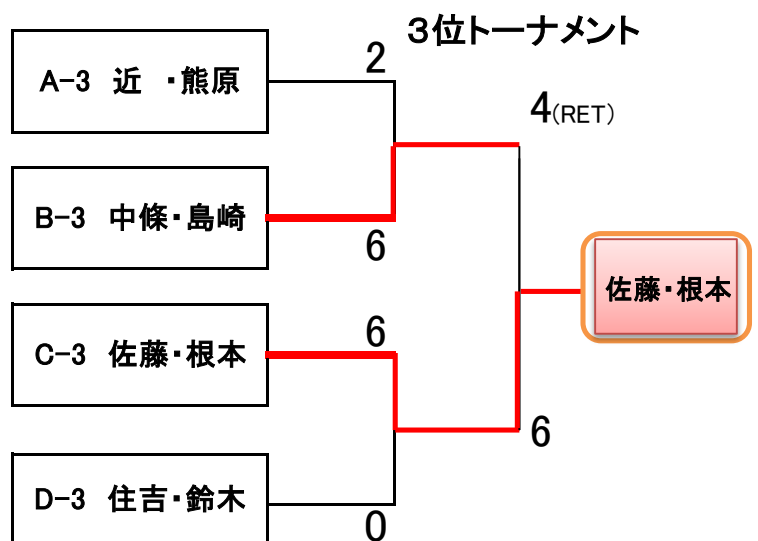 ３位トーナメント
A-3 近　・熊原
2
4(RET)
B-3 中條・島崎
6
佐藤・根本
C-3 佐藤・根本
6
6
D-3 住吉・鈴木
0